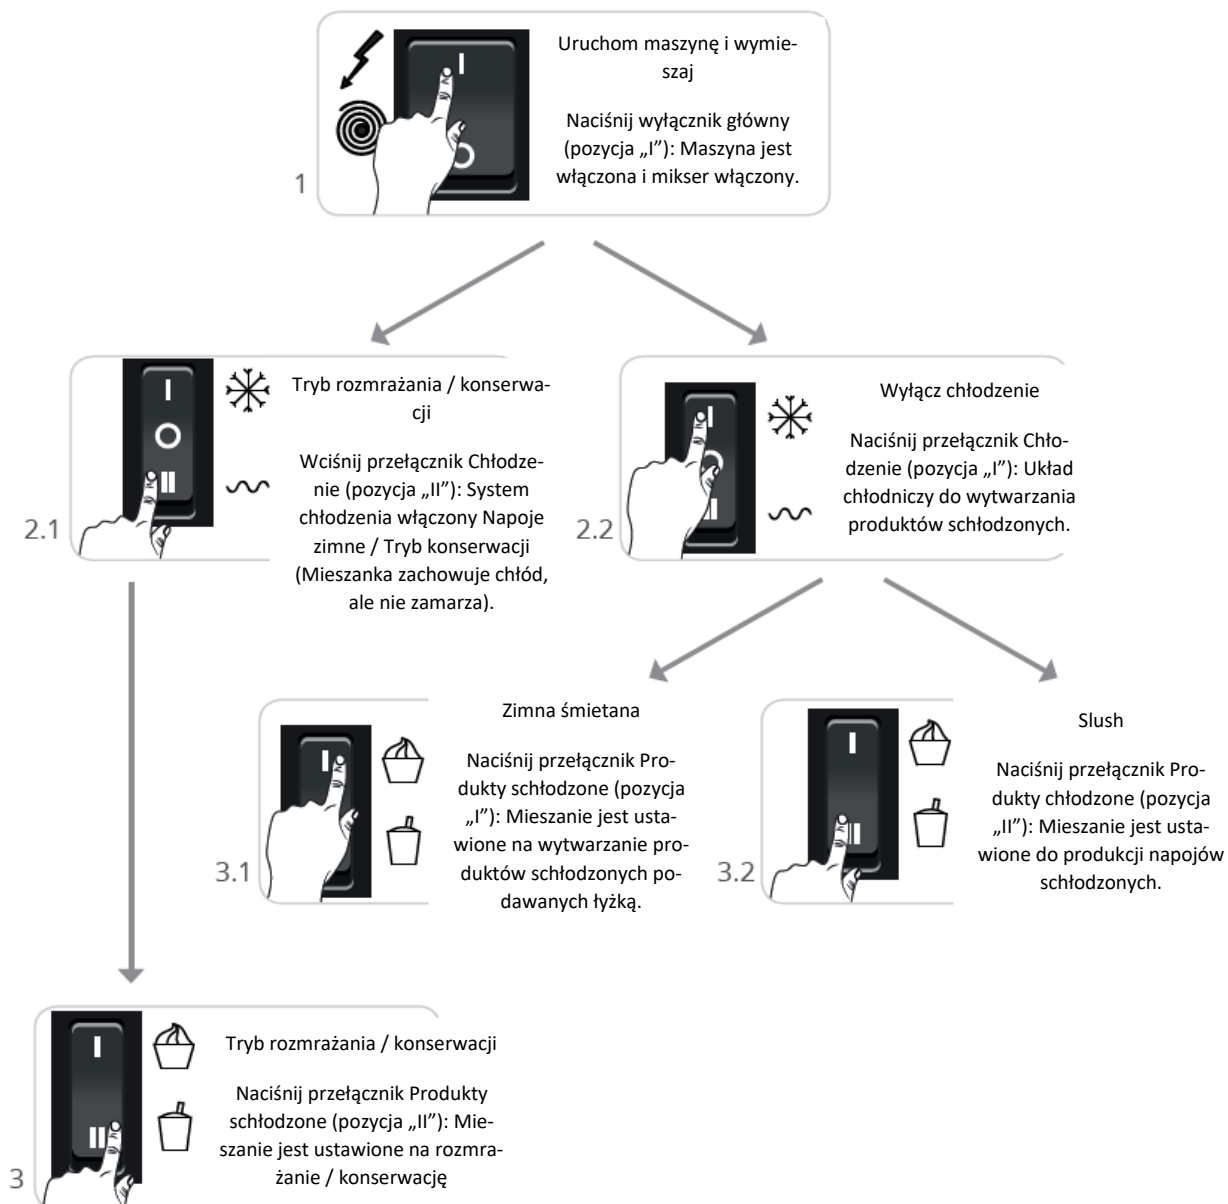 Uruchom maszynę i wymie-
szaj
Naciśnij wyłącznik główny
(pozycja „I”): Maszyna jest
włączona i mikser włączony.
I
O
1
Tryb rozmrażania / konserwa-
cji
Wciśnij przełącznik Chłodze-
nie (pozycja „II”): System
chłodzenia włączony Napoje
zimne / Tryb konserwacji
(Mieszanka zachowuje chłód,
ale nie zamarza).
I
O
II
2.1
Wyłącz chłodzenie
Naciśnij przełącznik Chło-
dzenie (pozycja „I”): Układ
chłodniczy do wytwarzania
produktów schłodzonych.
I
O
II
2.2
Zimna śmietana
Naciśnij przełącznik Pro-
dukty schłodzone (pozycja
„I”): Mieszanie jest usta-
wione na wytwarzanie pro-
duktów schłodzonych po-
dawanych łyżką.
I
3.1
Slush
Naciśnij przełącznik Pro-
dukty chłodzone (pozycja
„II”): Mieszanie jest usta-
wione do produkcji napojów
schłodzonych.
I
II
3.2
Tryb rozmrażania / konserwacji
Naciśnij przełącznik Produkty
schłodzone (pozycja „II”): Mie-
szanie jest ustawione na rozmra-
żanie / konserwację
I
II
3